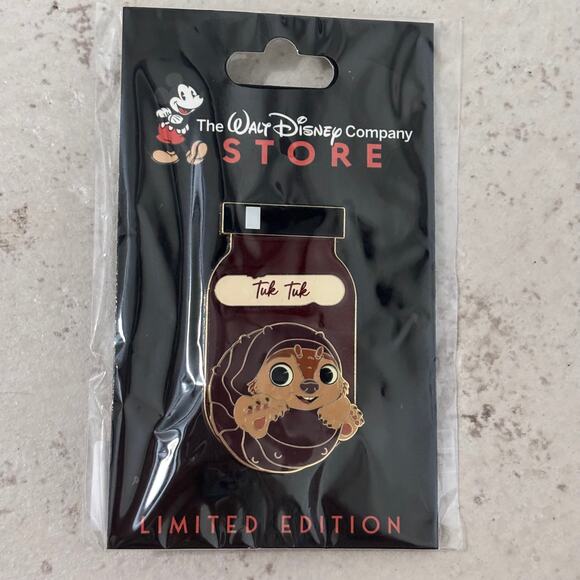 The Walt Disney Company
STORE
Tuk Tuk
LIMITED EDITION